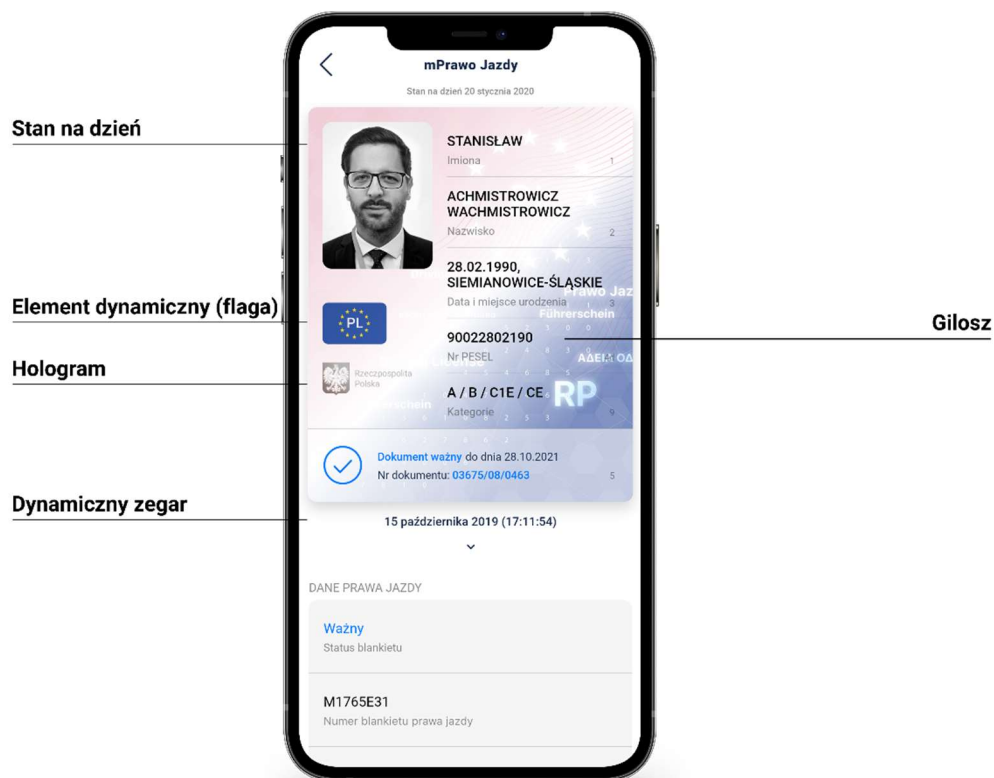 mPrawo Jazdy
Stan na dzień 20 stycznia 2020
Stan na dzień
STANISŁAW
Imiona 1
ACHMISTROWICZ
WACHMISTROWICZ
Nazwisko 2
28.02.1990,
SIEMIANOWICE-ŚLĄSKIE
Prawo Jaz
Data i miejsce urodzenia 3
Element dynamiczny (flaga)
Führerschein
PL
Gilosz
90022802190
Nr PESEL
ΑΔΕΙΑ ΟΔ
Hologram
Rzeczpospolita
Polska
A / B / C1E / CE
RP
Kategorie 9
Dokument ważny do dnia 28.10.2021
Nr dokumentu: 03675/08/0463 5
Dynamiczny zegar
15 października 2019 (17:11:54)
DANE PRAWA JAZDY
Ważny
Status blankietu
M1765E31
Numer blankietu prawa jazdy